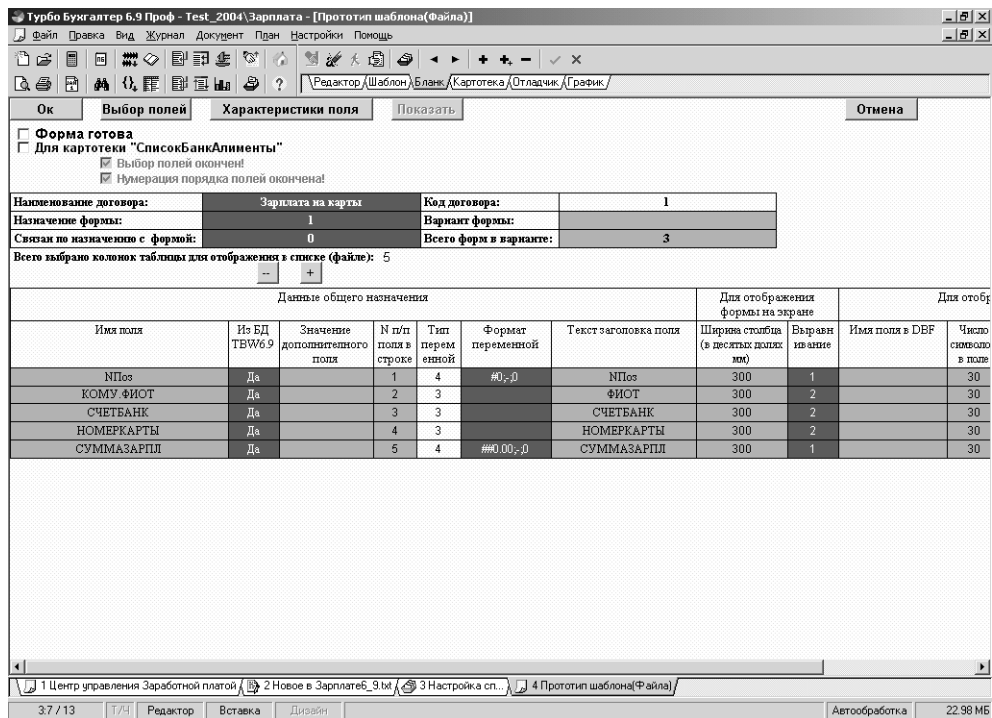 Турбо Бухгалтер 6.9 Проф - Test_2004\Зарплата - [Прототип шаблона(Файла)]
Файл Правка Вид Журнал Документ План Настройки Помощь
Редактор Шаблон Бланк Картотека Отладчик График
Ок Выбор полей Характеристики поля Показать Отмена
Форма готова
Для картотеки "СписокБанкАлименты"
Выбор полей окончен!
Нумерация порядка полей окончена!
Наименование договора: Зарплата на карты Код договора: 1
Назначение формы: 1 Вариант формы:
Связан по назначению с формой: 0 Всего форм в варианте: 3
Всего выбрано колонок таблицы для отображения в списке (файле): 5
-- +
Данные общего назначения Для отображения Для отобр
формы на экране
Имя поля Из БД Значение N п/п Тип Формат Текст заголовка поля Ширина столбца Выравн Имя поля в DBF Число
TBW6.9 дополнителного поля в перем переменной (в десятых долях ивание символо
поля строке енной мм) в поле
NПоз Да 1 4 #0;-;0 NПоз 300 1 30
КОМУ.ФИОТ Да 2 3 ФИОТ 300 2 30
СЧЕТБАНК Да 3 3 СЧЕТБАНК 300 2 30
НОМЕРКАРТЫ Да 4 3 НОМЕРКАРТЫ 300 2 30
СУММАЗАРПЛ Да 5 4 ##0.00;-;0 СУММАЗАРПЛ 300 1 30
1 Центр управления Заработной платой 2 Новое в Зарплате6_9.txt 3 Настройка сп... 4 Прототип шаблона(Файла)
3:7 / 13 Т/Ч Редактор Вставка Дизайн Автообработка 22.98 МБ